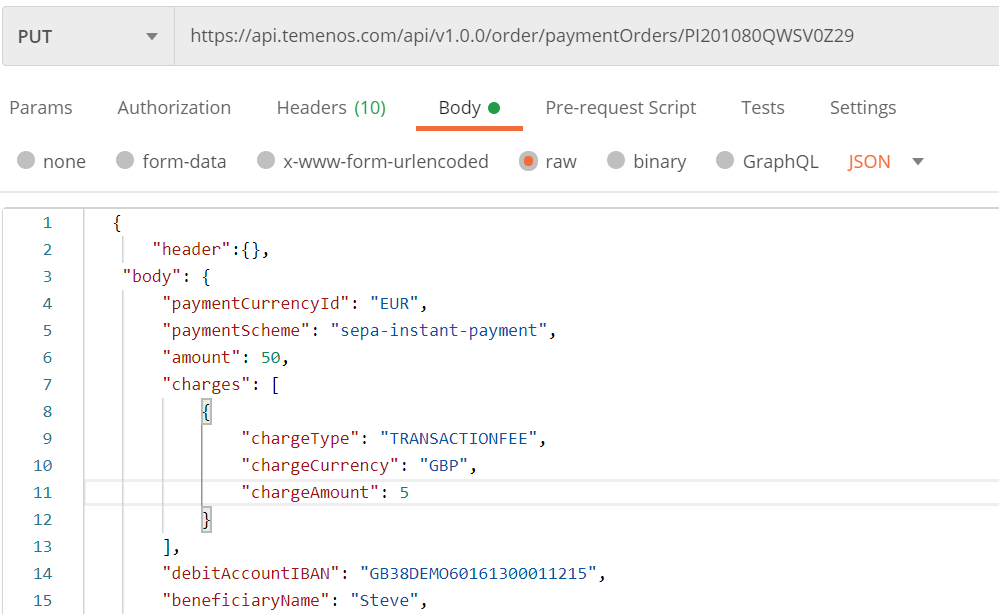 PUT https://api.temenos.com/api/v1.0.0/order/paymentOrders/PI201080QWSV0Z29
Params Authorization Headers (10) Body Pre-request Script Tests Settings
none form-data x-www-form-urlencoded raw binary GraphQL JSON
1 {
2 "header":{},
3 "body": {
4 "paymentCurrencyId": "EUR",
5 "paymentScheme": "sepa-instant-payment",
6 "amount": 50,
7 "charges": [
8 {
9 "chargeType": "TRANSACTIONFEE",
10 "chargeCurrency": "GBP",
11 "chargeAmount": 5
12 }
13 ],
14 "debitAccountIBAN": "GB38DEMO60161300011215",
15 "beneficiaryName": "Steve",